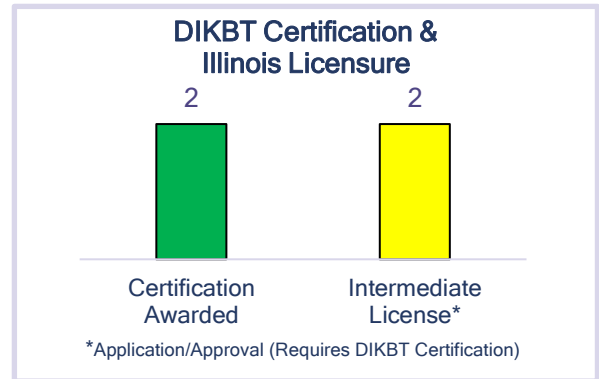 DIKBT Certification &
Illinois Licensure
2 2
Certification Intermediate
Awarded License*
*Application/Approval (Requires DIKBT Certification)